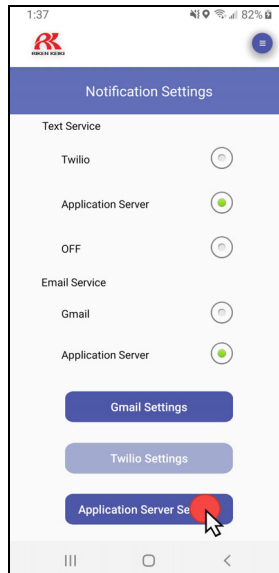 1:37 82%
RIKEN KEIKI
Notification Settings
Text Service
Twilio
Application Server
OFF
Email Service
Gmail
Application Server
Gmail Settings
Twilio Settings
Application Server Se